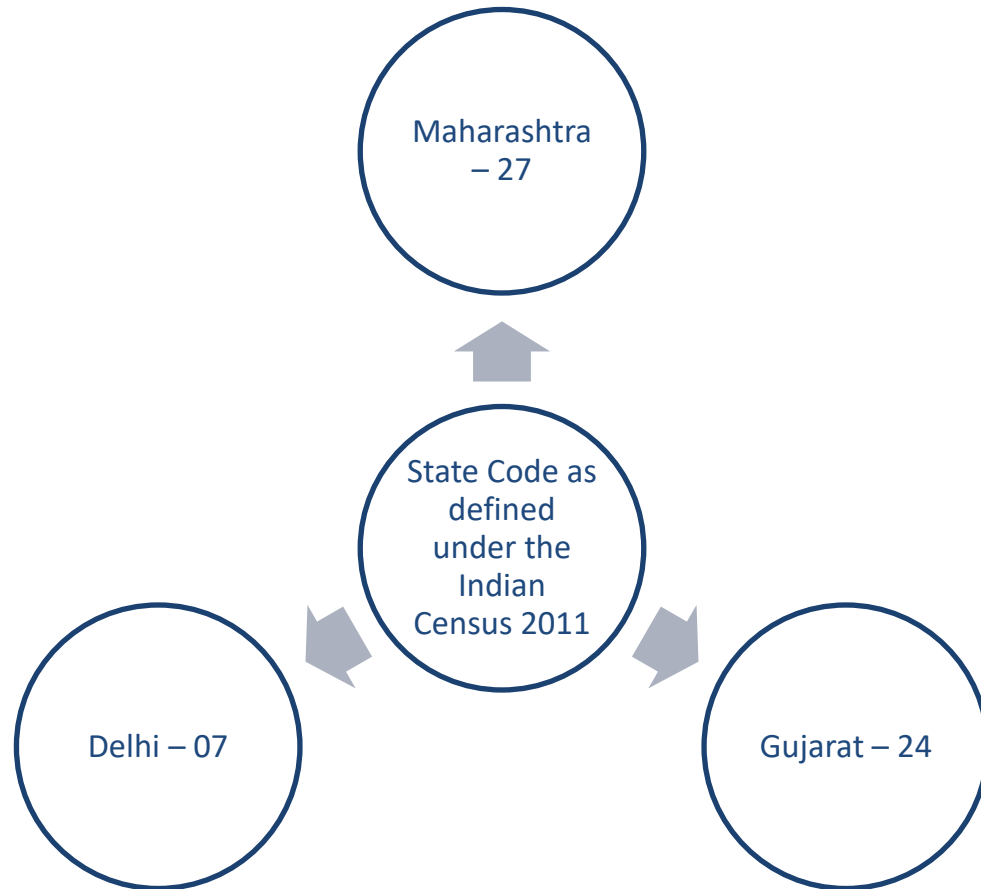 Maharashtra
– 27
State Code as
defined
under the
Indian
Census 2011
Delhi – 07
Gujarat – 24